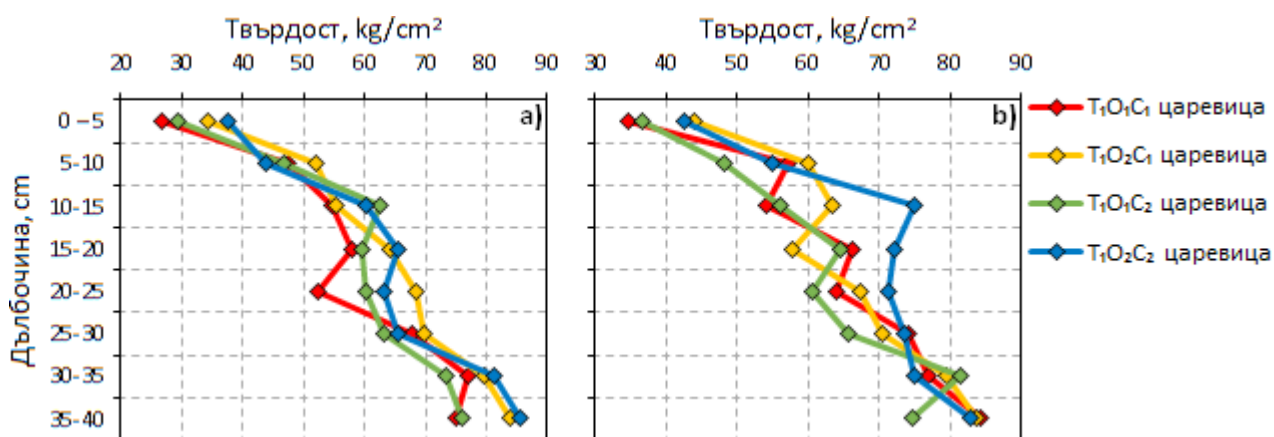 Твърдост, kg/cm²
Твърдост, kg/cm²
20 30 40 50 60 70 80 90
30 40 50 60 70 80 90
Дълбочина, cm
0 –5
5-10
10-15
15-20
20-25
25-30
30-35
35-40
a)
b)
T₁O₁C₁ царевица
T₁O₂C₁ царевица
T₁O₁C₂ царевица
T₁O₂C₂ царевица